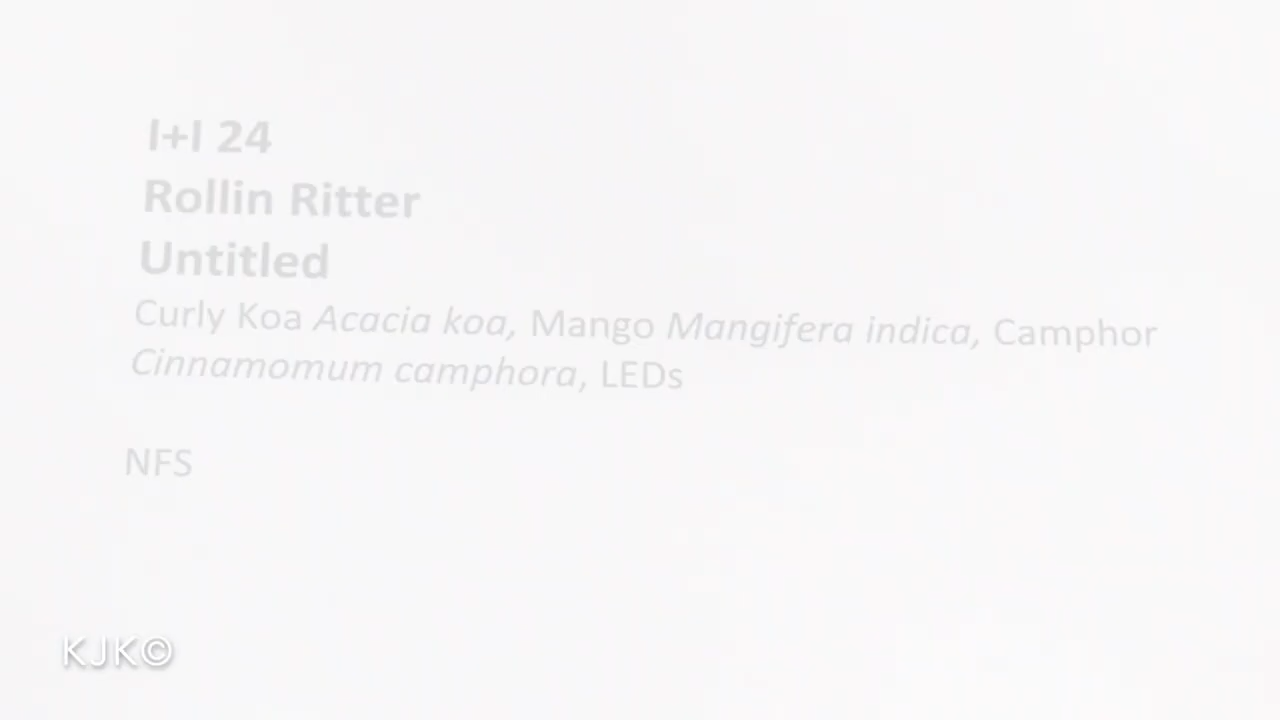 I+I 24
Rollin Ritter
Untitled
Curly Koa Acacia koa, Mango Mangifera indica, Camphor
Cinnamomum camphora, LEDs
NFS
KJK©